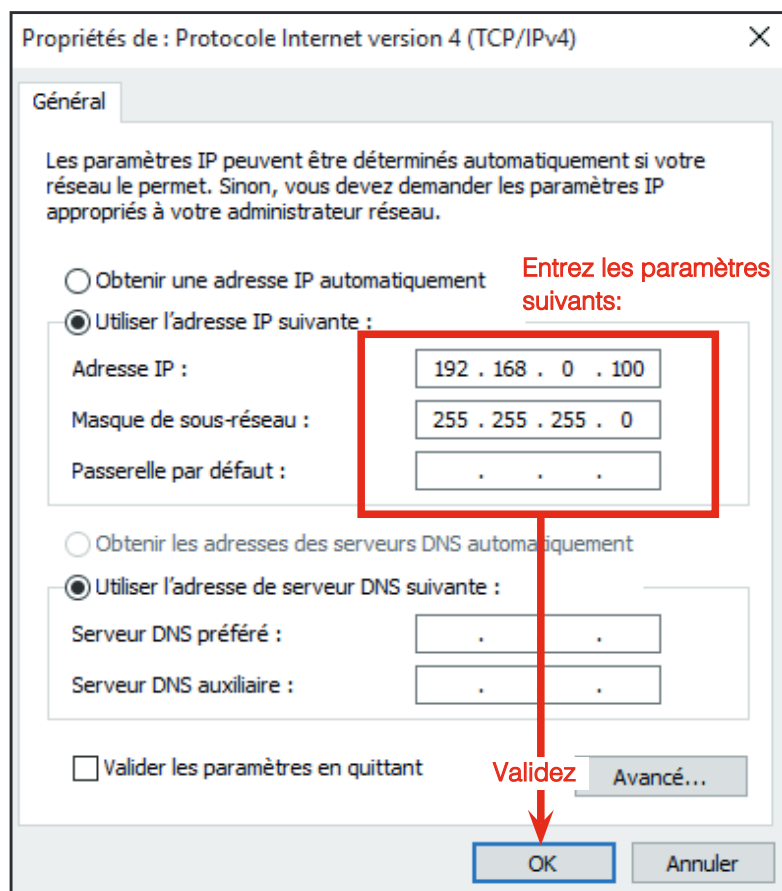 Propriétés de : Protocole Internet version 4 (TCP/IPv4)
Général
Les paramètres IP peuvent être déterminés automatiquement si votre
réseau le permet. Sinon, vous devez demander les paramètres IP
appropriés à votre administrateur réseau.
Obtenir une adresse IP automatiquement
Entrez les paramètres
suivants:
Utiliser l'adresse IP suivante :
Adresse IP : 192 . 168 . 0 . 100
Masque de sous-réseau : 255 . 255 . 255 . 0
Passerelle par défaut : . . .
Obtenir les adresses des serveurs DNS automatiquement
Utiliser l'adresse de serveur DNS suivante :
Serveur DNS préféré : . .
Serveur DNS auxiliaire : . .
Valider les paramètres en quittant
Validez
Avancé...
OK Annuler